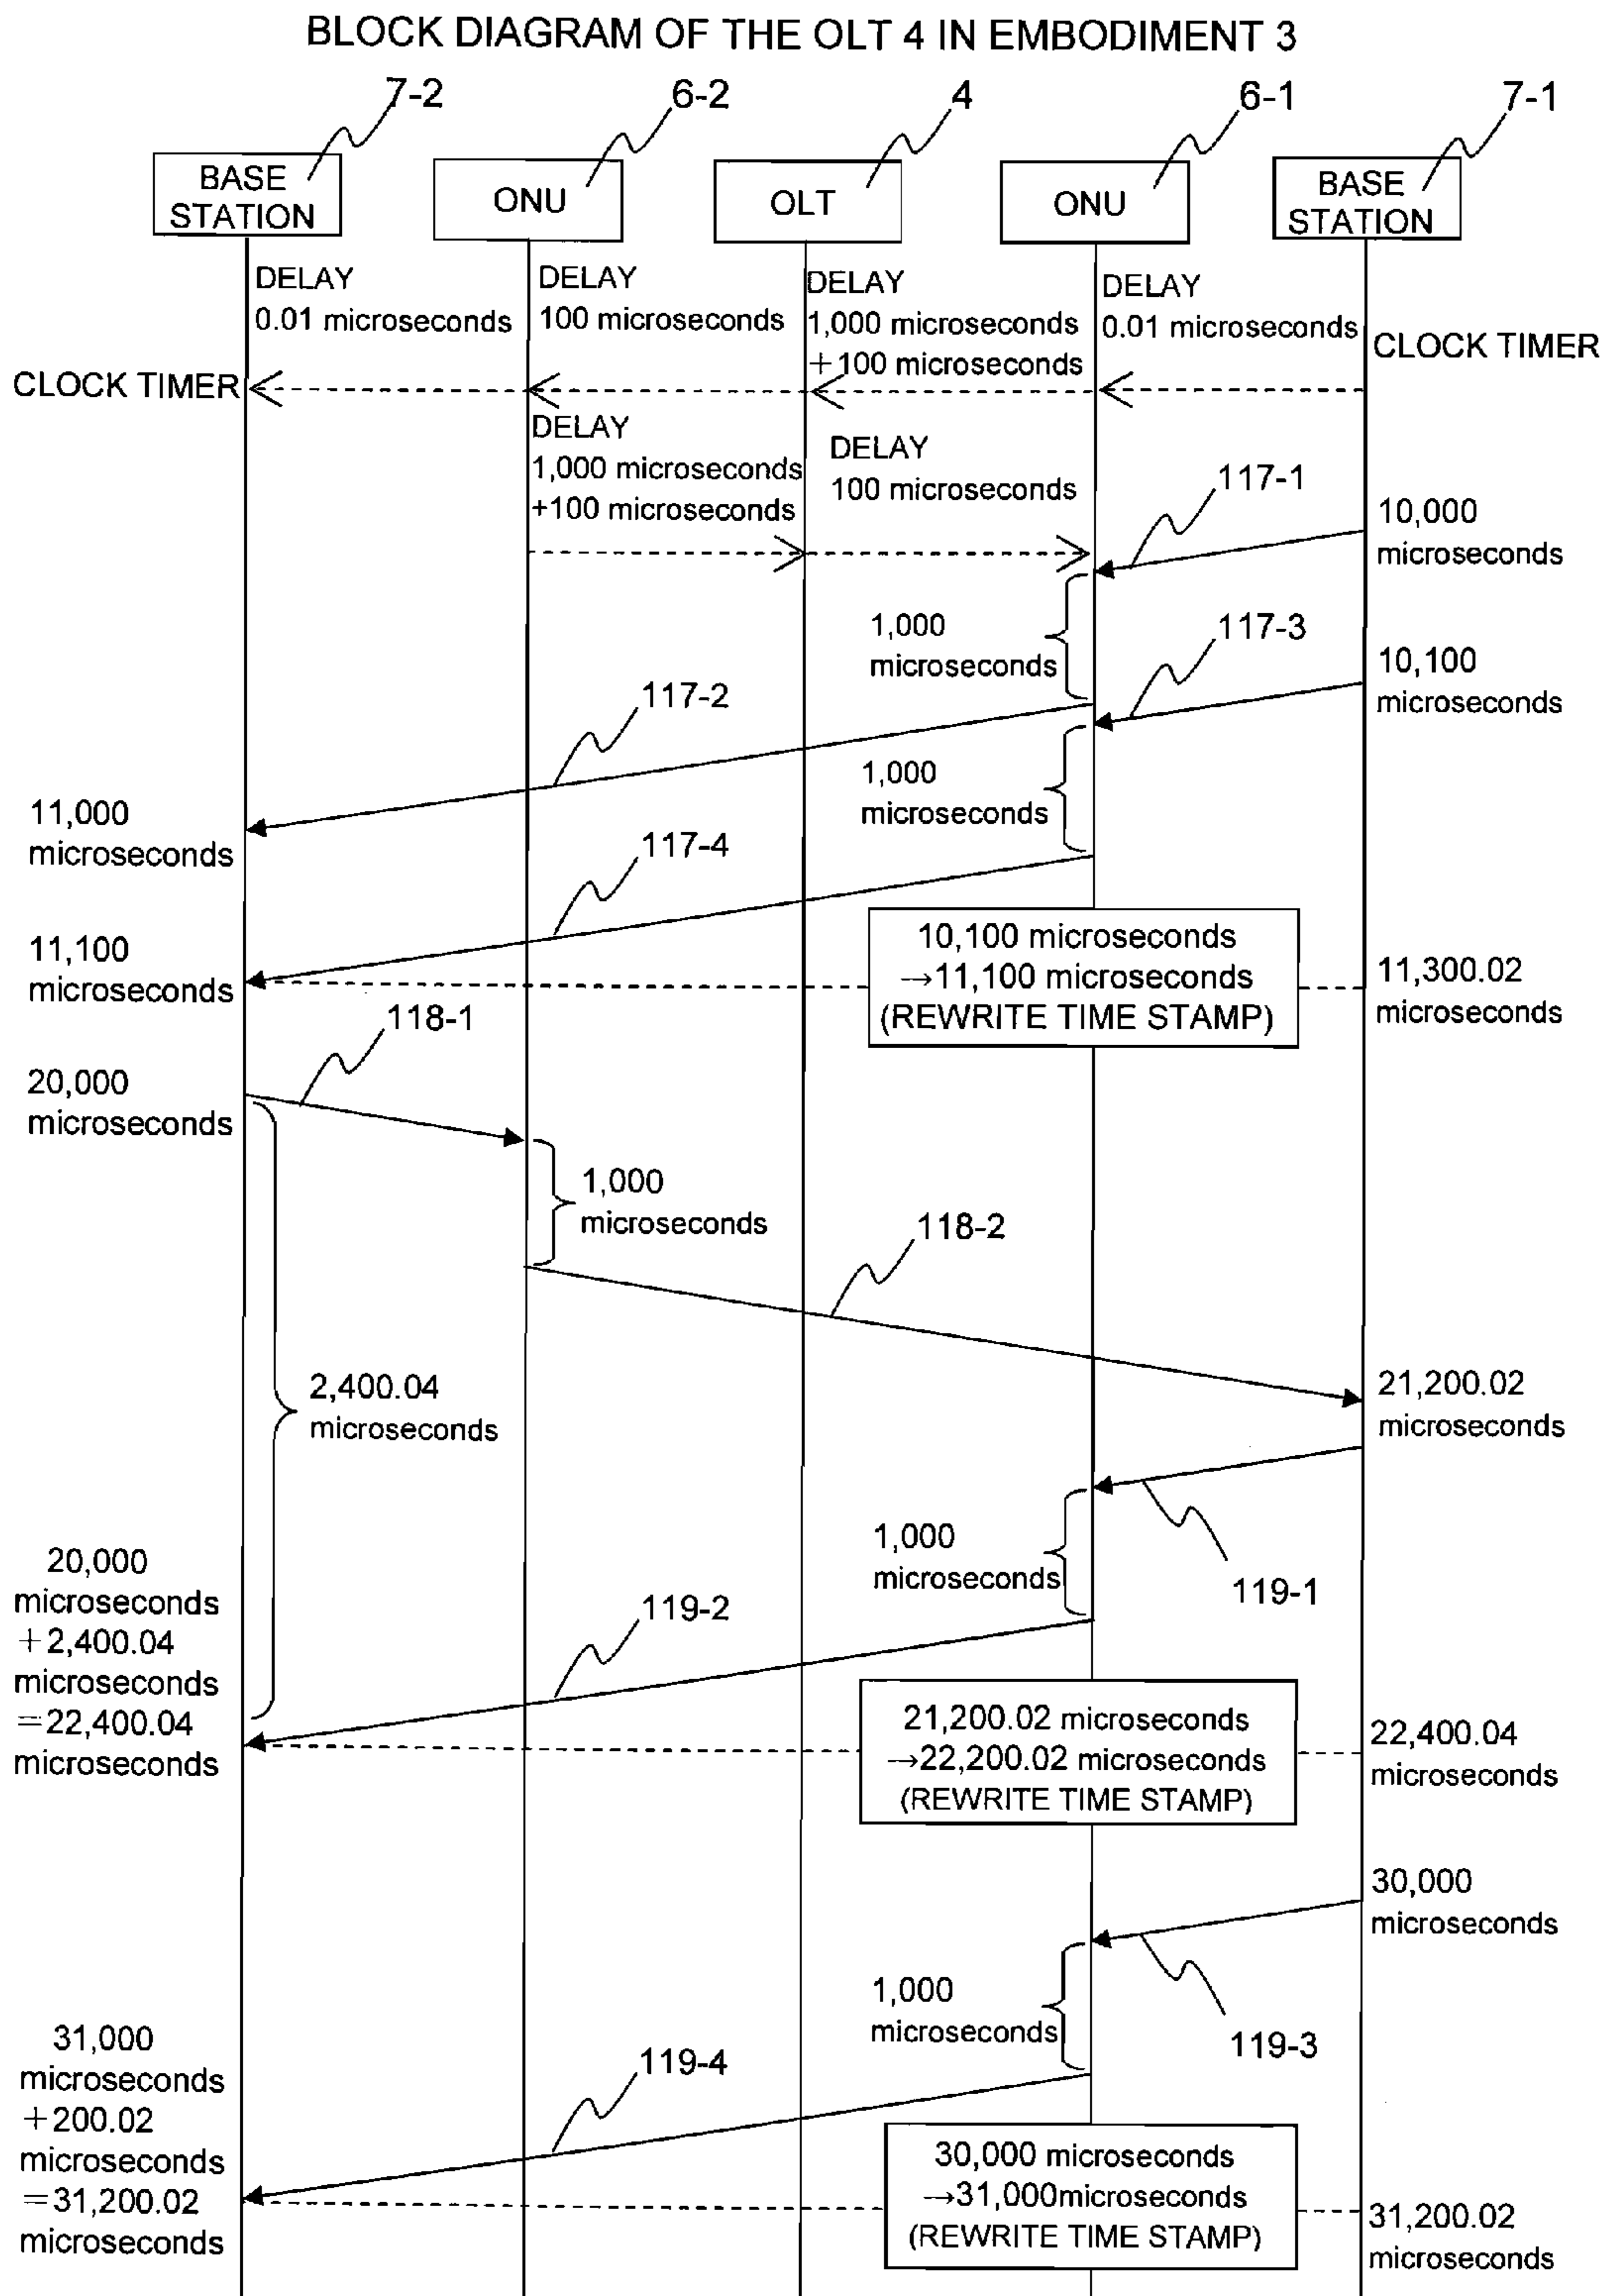 BLOCK DIAGRAM OF THE OLT 4 IN EMBODIMENT 3
7-2
6-2
4
6-1
7-1
BASE
STATION
ONU
OLT
ONU
BASE
STATION
DELAY
0.01 microseconds
DELAY
100 microseconds
DELAY
1,000 microseconds
+100 microseconds
DELAY
0.01 microseconds
CLOCK TIMER
CLOCK TIMER
DELAY
1,000 microseconds
+100 microseconds
DELAY
100 microseconds
117-1
10,000
microseconds
1,000
microseconds
117-3
10,100
microseconds
117-2
1,000
microseconds
11,000
microseconds
117-4
10,100 microseconds
→11,100 microseconds
(REWRITE TIME STAMP)
11,100
microseconds
11,300.02
microseconds
118-1
20,000
microseconds
1,000
microseconds
118-2
2,400.04
microseconds
21,200.02
microseconds
1,000
microseconds
119-1
20,000
microseconds
+2,400.04
microseconds
=22,400.04
microseconds
119-2
21,200.02 microseconds
→22,200.02 microseconds
(REWRITE TIME STAMP)
22,400.04
microseconds
30,000
microseconds
1,000
microseconds
119-3
31,000
microseconds
+200.02
microseconds
=31,200.02
microseconds
119-4
30,000 microseconds
→31,000microseconds
(REWRITE TIME STAMP)
31,200.02
microseconds